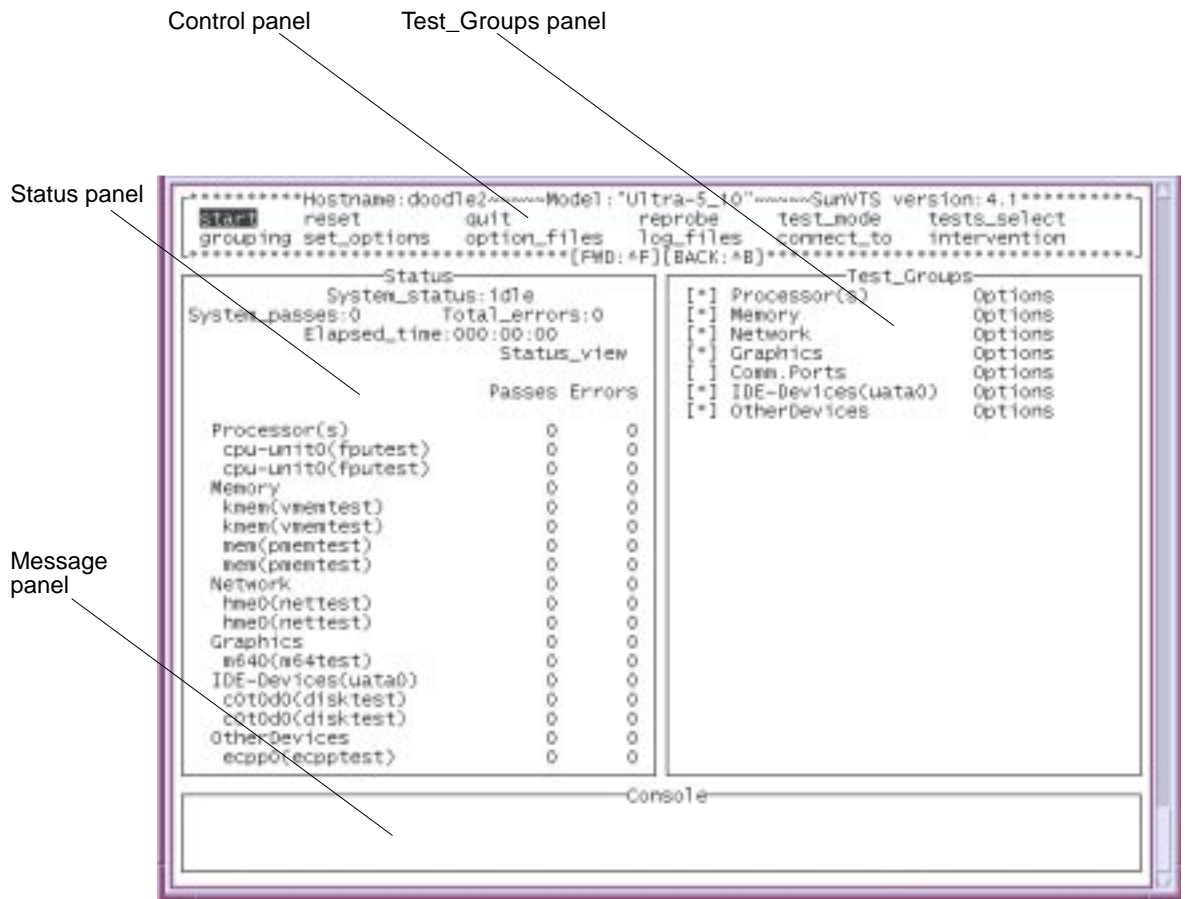 Control panel
Test_Groups panel
Status panel
Message
panel
**********Hostname:doodle2~~~~~Model:"Ultra-5_10"~~~~~SunVTS version:4.1***********
start reset quit reprobe test_mode tests_select
grouping set_options option_files log_files connect_to intervention
[FWD:^F][BACK:^B]
Status
System_status:idle
System_passes:0 Total_errors:0
Elapsed_time:000:00:00
Status_view
Passes Errors
Processor(s) 0 0
cpu-unit0(fputest) 0 0
cpu-unit0(fputest) 0 0
Memory 0 0
kmem(vmemtest) 0 0
kmem(vmemtest) 0 0
mem(pmemtest) 0 0
mem(pmemtest) 0 0
Network 0 0
hme0(nettest) 0 0
hme0(nettest) 0 0
Graphics 0 0
m640(m64test) 0 0
IDE-Devices(uata0) 0 0
c0t0d0(disktest) 0 0
c0t0d0(disktest) 0 0
OtherDevices 0 0
ecpp0(ecpptest) 0 0
Test_Groups
[*] Processor(s) Options
[*] Memory Options
[*] Network Options
[*] Graphics Options
[ ] Comm.Ports Options
[*] IDE-Devices(uata0) Options
[*] OtherDevices Options
Console